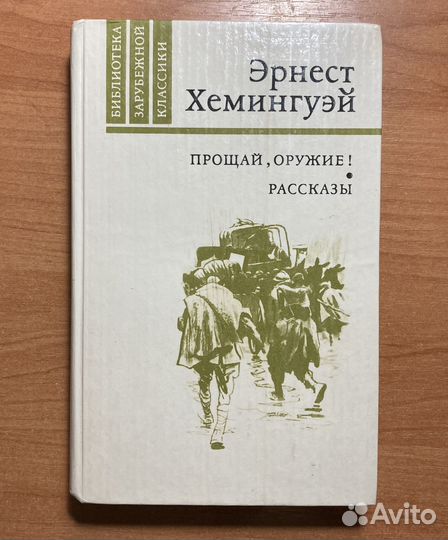 БИБЛИОТЕКА
ЗАРУБЕЖНОЙ
КЛАССИКИ
Эрнест
Хемингуэй
ПРОЩАЙ, ОРУЖИЕ!
•
РАССКАЗЫ
Avito